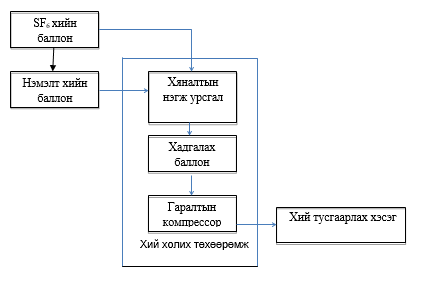 SF₆ хийн
баллон
Нэмэлт хийн
баллон
Хяналтын
нэгж урсгал
Хадгалах
баллон
Гаралтын
компрессор
Хий холих төхөөрөмж
Хий тусгаарлах хэсэг